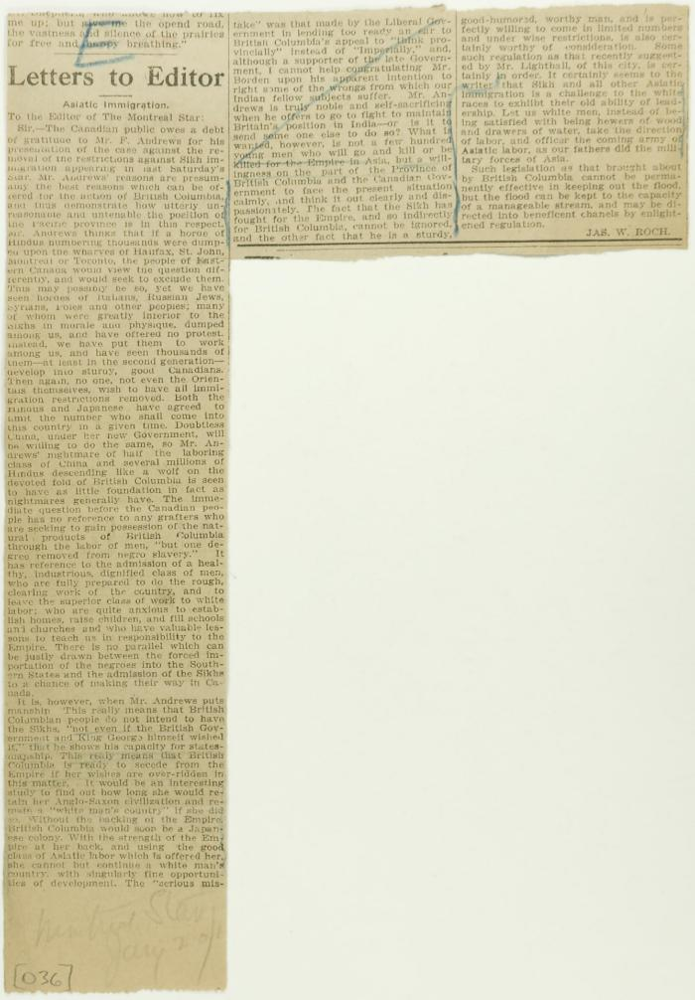 me up; but give me the opend road,
the vastness and silence of the prairies
for free and happy breathing."
Letters to Editor
Asiatic Immigration.
To the Editor of The Montreal Star:
Sir,—The Canadian public owes a debt
of gratitude to Mr. F. Andrews for his
presentation of the case against the re-
moval of the restrictions against Sikh im-
migration appearing in last Saturday's
Star. Mr. Andrews' reasons are presum-
ably the best reasons which can be of-
fered for the action of British Columbia,
and thus demonstrate how utterly un-
reasonable and untenable the position of
the Pacific province is in this respect.
Mr. Andrews thinks that if a horde of
Hindus numbering thousands were dump-
ed upon the wharves of Halifax, St. John,
Montreal or Toronto, the people of East-
ern Canada would view the question dif-
ferently, and would seek to exclude them.
This may possibly be so, yet we have
seen hordes of Italians, Russian Jews,
Syrians, Poles and other peoples; many
of whom were greatly inferior to the
Sikhs in morale and physique, dumped
among us, and have offered no protest.
Instead, we have put them to work
among us, and have seen thousands of
them—at least in the second generation—
develop into sturdy, good Canadians.
Then again, no one, not even the Orien-
tals themselves, wish to have all immi-
gration restrictions removed. Both the
Hindus and Japanese have agreed to
limit the number who shall come into
this country in a given time. Doubtless
China, under her new Government, will
be willing to do the same, so Mr. An-
drews' nightmare of half the laboring
class of China and several millions of
Hindus descending like a wolf on the
devoted fold of British Columbia is seen
to have as little foundation in fact as
nightmares generally have. The imme-
diate question before the Canadian peo-
ple has no reference to any grafters who
are seeking to gain possession of the nat-
ural products of British Columbia
through the labor of men, "but one de-
gree removed from negro slavery." It
has reference to the admission of a heal-
thy, industrious, dignified class of men,
who are fully prepared to do the rough,
clearing work of the country, and to
leave the superior class of work to white
labor; who are quite anxious to estab-
lish homes, raise children, and fill schools
and churches and who have valuable les-
sons to teach us in responsibility to the
Empire. There is no parallel which can
be justly drawn between the forced im-
portation of the negroes into the South-
ern States and the admission of the Sikhs
to a chance of making their way in Ca-
nada.
It is, however, when Mr. Andrews puts
manship This really means that British
Columbian people do not intend to have
the Sikhs, "not even if the British Gov-
ernment and King George himself wished
it," that he shows his capacity for states-
manship. This realy means that British
Columbia is ready to secede from the
Empire if her wishes are over-ridden in
this matter. It would be an interesting
study to find out how long she would re-
tain her Anglo-Saxon civilization and re-
main a "white man's country" if she did
so. Without the backing of the Empire,
British Columbia would soon be a Japan-
ese colony. With the strength of the Em-
pire at her back, and using the good
class of Asiatic labor which is offered her,
she cannot but continue a white man's
country, with singularly fine opportuni-
ties of development. The "serious mis-
take" was that made by the Liberal Gov-
ernment in lending too ready an ear to
British Columbia's appeal to "think pro-
vincially" instead of "Imperially," and,
although a supporter of the late Govern-
ment, I cannot help congratulating Mr.
Borden upon his apparent intention to
right some of the wrongs from which our
Indian fellow subjects suffer. Mr. An-
drews is truly noble and self-sacrificing
when he offers to go to fight to maintain
Britain's position in India—or is it to
send some one else to do so? What is
wanted, however, is not a few hundred
young men who will go and kill or be
killed for the Empire in Asia, but a will-
ingness on the part of the Province of
British Columbia and the Canadian Gov-
ernment to face the present situation
calmly, and think it out clearly and dis-
passionately. The fact that the Sikh has
fought for the Empire, and so indirectly
for British Columbia, cannot be ignored,
and the other fact that he is a sturdy,
good-humored, worthy man, and is per-
fectly willing to come in limited numbers
and under wise restrictions, is also cer-
tainly worthy of consideration. Some
such regulation as that recently suggest-
ed by Mr. Lighthall, of this city, is cer-
tainly in order. It certainly seems to the
writer that Sikh and all other Asiatic
immigration is a challenge to the white
races to exhibit their old ability of lead-
ership. Let us white men, instead of be-
ing satisfied with being hewers of wood
and drawers of water, take the direction
of labor, and officer the coming army of
Asiatic labor, as our fathers did the mili-
tary forces of Asia.
Such legislation as that brought about
by British Columbia cannot be perma-
nently effective in keeping out the flood,
but the flood can be kept to the capacity
of a manageable stream, and may be di-
rected into beneficent chanels by enlight-
ened regulation.
JAS. W. ROCH.
Montreal Star
[036]